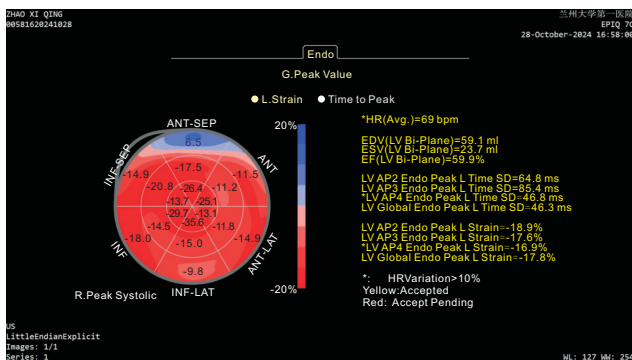 ZHAO XI QING
00581620241028
兰州大学第一医院
EPIQ 7C
28-October-2024 16:58:00
Endo
G.Peak Value
L.Strain
Time to Peak
ANT-SEP
20%
INF-SEP
ANT
6.5
-17.5
-14.9
-11.5
-20.8
-26.4
-11.2
-13.7
-25.1
-29.7
-13.1
-35.6
-14.5
-11.8
-18.0
-15.0
-14.9
-9.8
INF
ANT-LAT
INF-LAT
-20%
R.Peak Systolic
*HR(Avg.)=69 bpm
EDV(LV Bi-Plane)=59.1 ml
ESV(LV Bi-Plane)=23.7 ml
EF(LV Bi-Plane)=59.9%
LV AP2 Endo Peak L Time SD=64.8 ms
LV AP3 Endo Peak L Time SD=85.4 ms
*LV AP4 Endo Peak L Time SD=46.8 ms
LV Global Endo Peak L Time SD=46.3 ms
LV AP2 Endo Peak L Strain=-18.9%
LV AP3 Endo Peak L Strain=-17.6%
*LV AP4 Endo Peak L Strain=-16.9%
LV Global Endo Peak L Strain=-17.8%
*: HRVariation>10%
Yellow:Accepted
Red: Accept Pending
US
LittleEndianExplicit
Images: 1/1
Series: 1
WL: 127 WW: 254